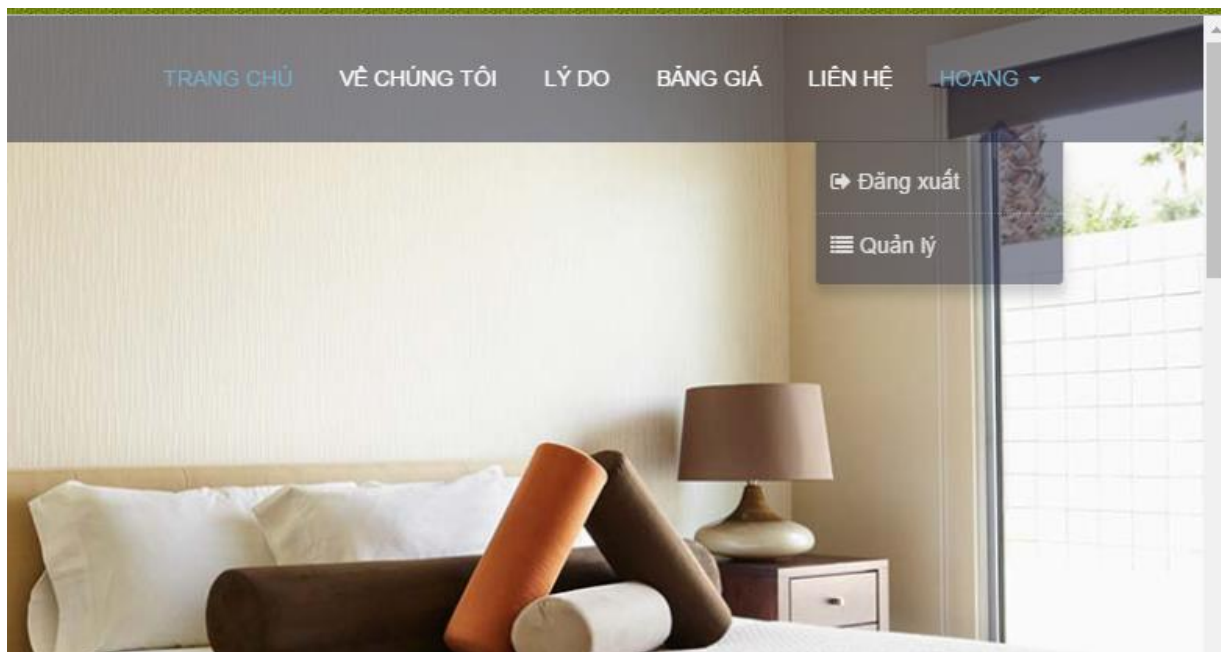 TRANG CHỦ VỀ CHÚNG TÔI LÝ DO BẢNG GIÁ LIÊN HỆ HOANG
Đăng xuất
Quản lý